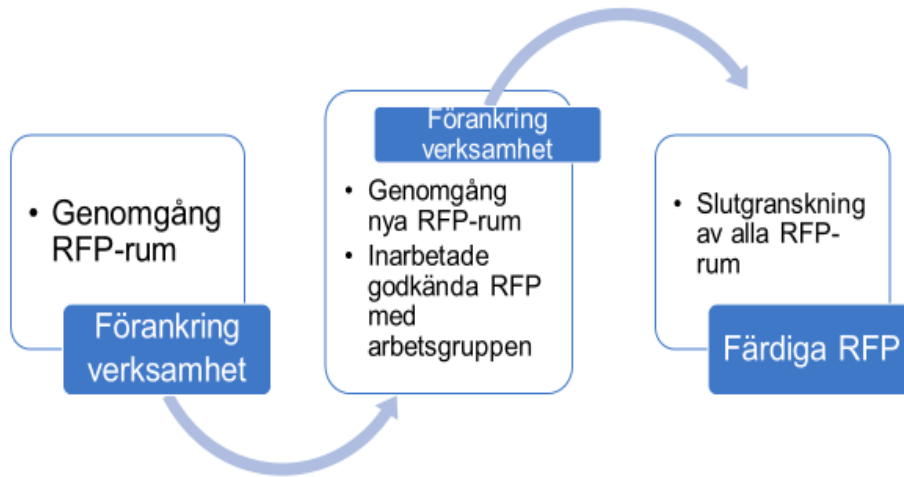 • Genomgång
RFP-rum
Förankring
verksamhet
Förankring
verksamhet
• Genomgång
nya RFP-rum
• Inarbetade
godkända RFP
med
arbetsgruppen
• Slutgranskning
av alla RFP-
rum
Färdiga RFP